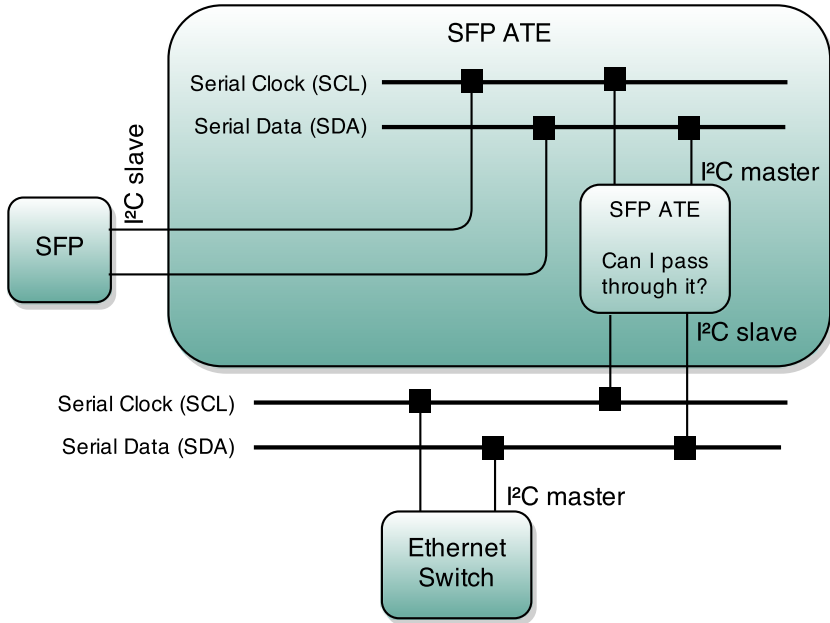 SFP ATE
Serial Clock (SCL)
Serial Data (SDA)
I²C slave
I²C master
SFP
SFP ATE
Can I pass
through it?
I²C slave
Serial Clock (SCL)
Serial Data (SDA)
I²C master
Ethernet
Switch